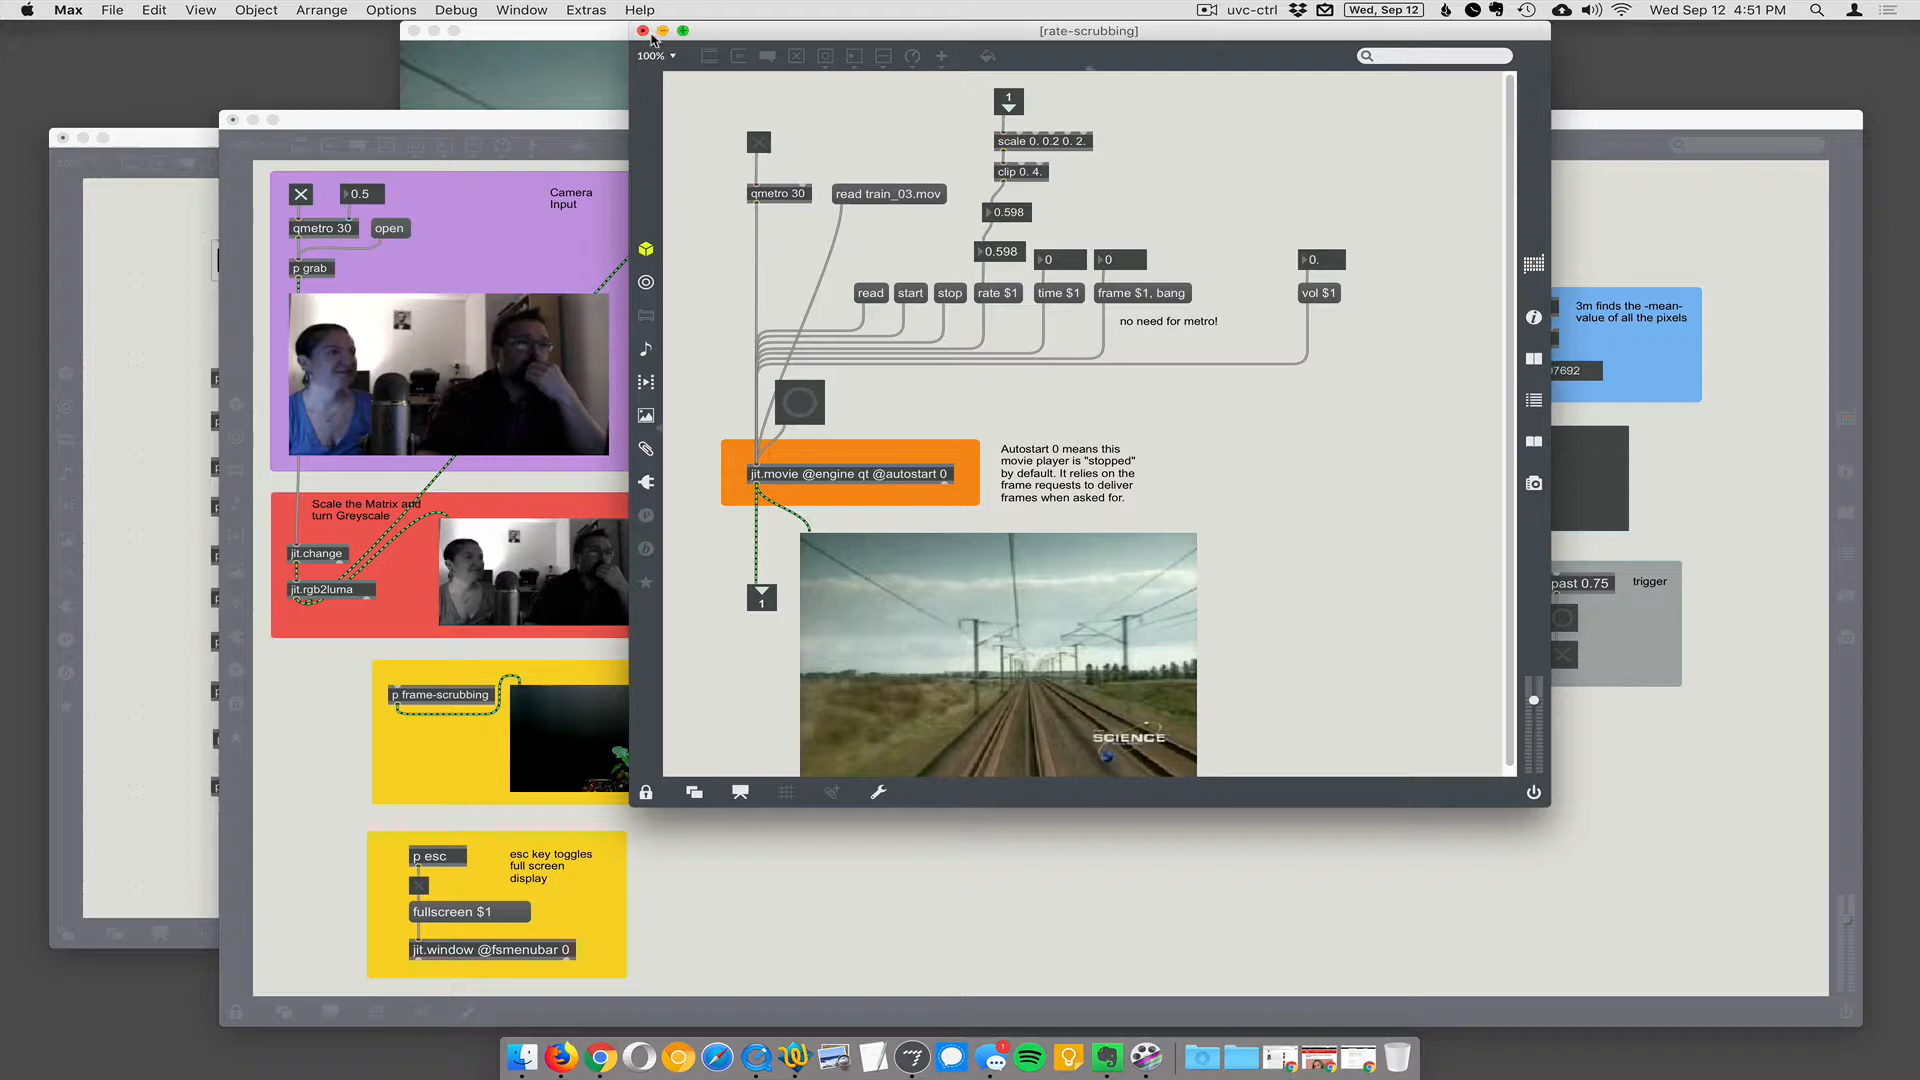 Max File Edit View Object Arrange Options Debug Window Extras Help
uvc-ctrl Wed, Sep 12 Wed Sep 12 4:51 PM
[rate-scrubbing]
100%
1
scale 0. 0.2 0. 2.
clip 0. 4.
qmetro 30
read train_03.mov
0.598
0.598
0
0
0.
read
start
stop
rate $1
time $1
frame $1, bang
vol $1
no need for metro!
jit.movie @engine qt @autostart 0
Autostart 0 means this
movie player is "stopped"
by default. It relies on the
frame requests to deliver
frames when asked for.
1
SCIENCE
0.5
Camera
Input
qmetro 30
open
p grab
Scale the Matrix and
turn Greyscale
jit.change
jit.rgb2luma
p frame-scrubbing
p esc
esc key toggles
full screen
display
fullscreen $1
jit.window @fsmenubar 0
3m finds the -mean-
value of all the pixels
07692
past 0.75
trigger
1